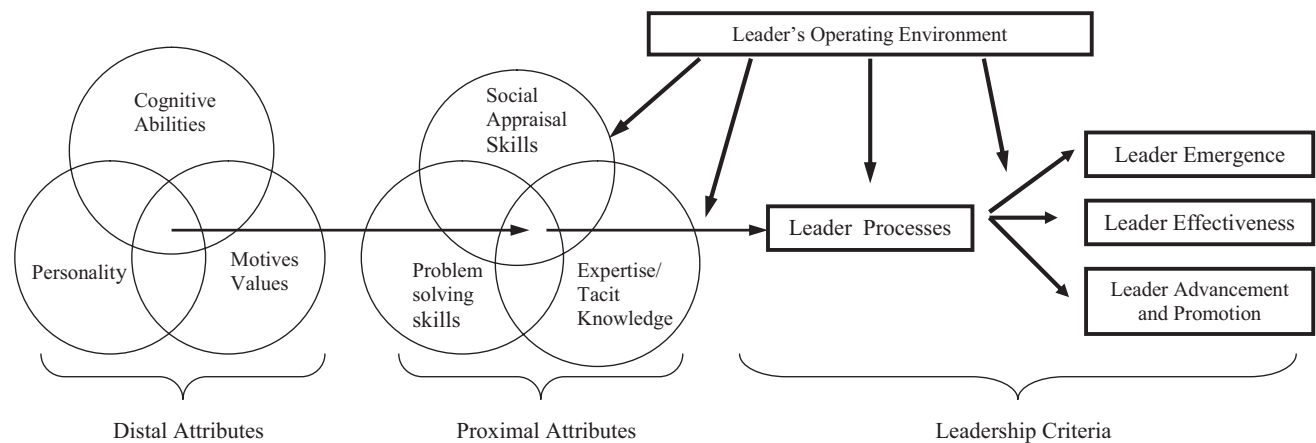 Leader's Operating Environment
Cognitive
Abilities
Personality
Motives
Values
Social
Appraisal
Skills
Problem
solving
skills
Expertise/
Tacit
Knowledge
Leader Processes
Leader Emergence
Leader Effectiveness
Leader Advancement
and Promotion
Distal Attributes
Proximal Attributes
Leadership Criteria